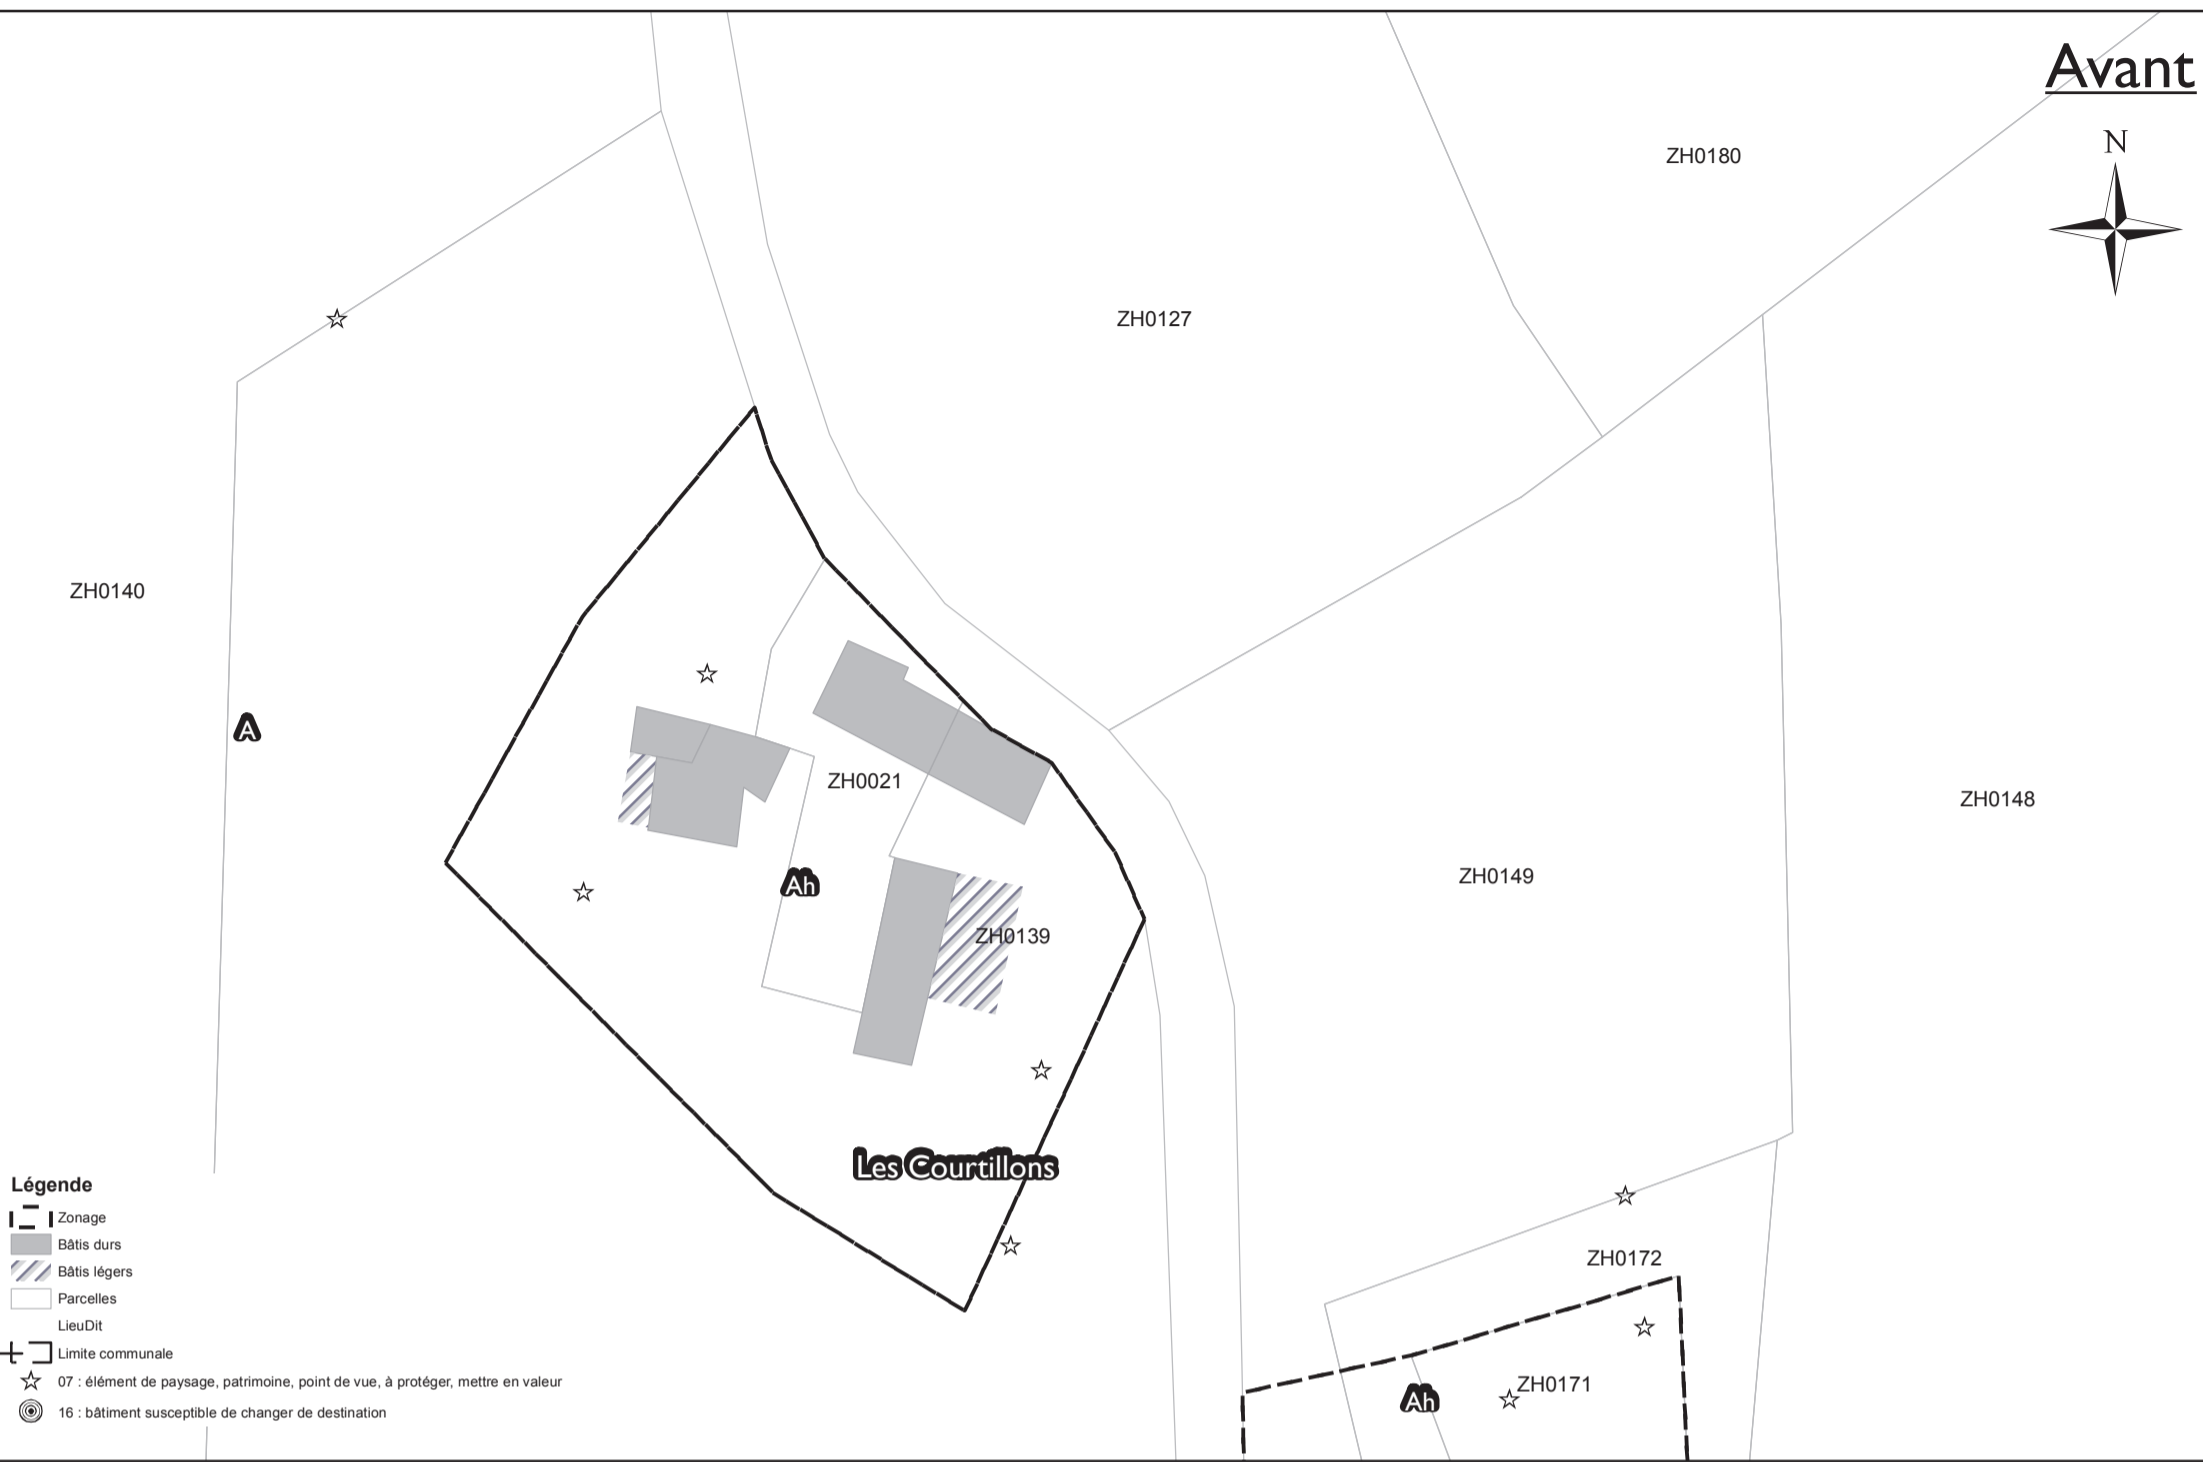 Avant
N
ZH0180
ZH0127
ZH0140
A
ZH0021
ZH0148
ZH0149
Ah
ZH0139
Les Courtillons
ZH0172
ZH0171
Ah
Légende
Zonage
Bâtis durs
Bâtis légers
Parcelles
LieuDit
Limite communale
07 : élément de paysage, patrimoine, point de vue, à protéger, mettre en valeur
16 : bâtiment susceptible de changer de destination